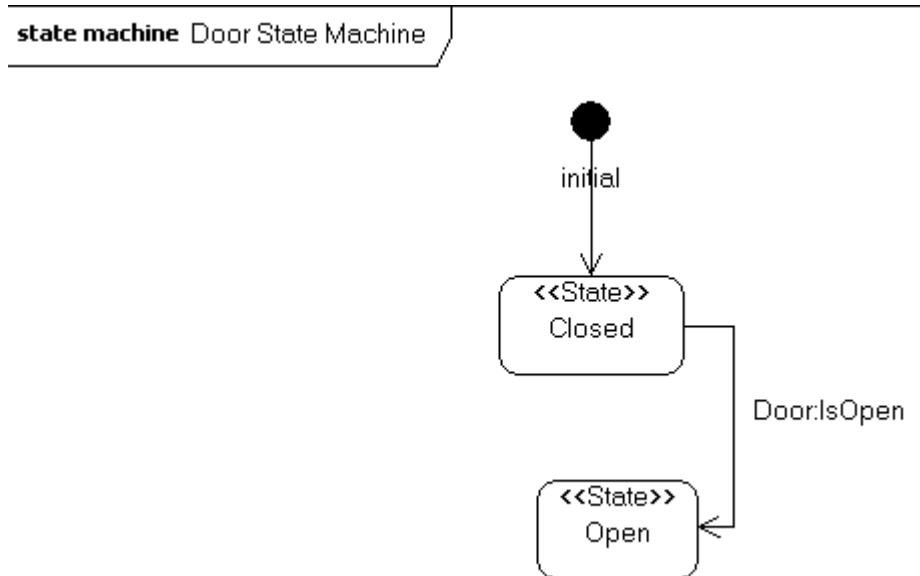 state machine Door State Machine
initial
<<State>>
Closed
Door:IsOpen
<<State>>
Open